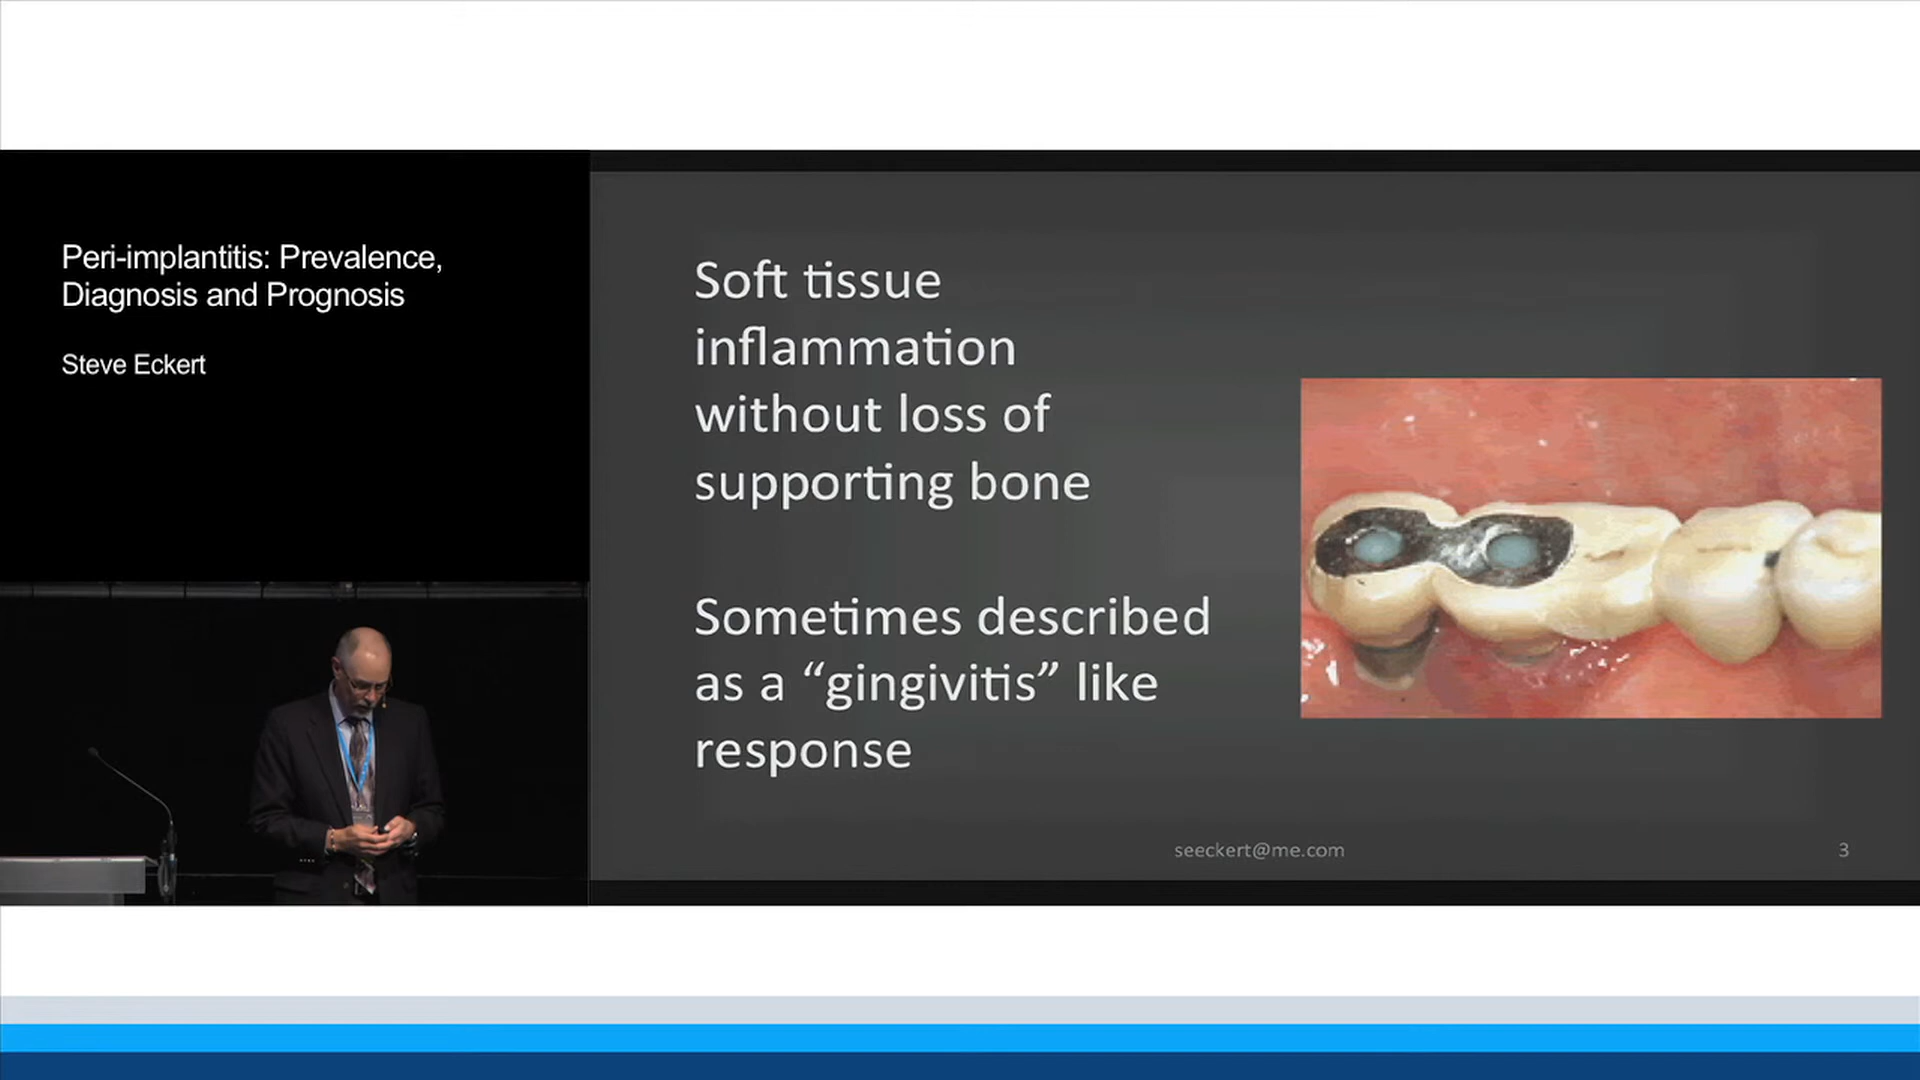 Peri-implantitis: Prevalence,
Diagnosis and Prognosis
Steve Eckert
Soft tissue
inflammation
without loss of
supporting bone
Sometimes described
as a “gingivitis” like
response
seeckert@me.com
3